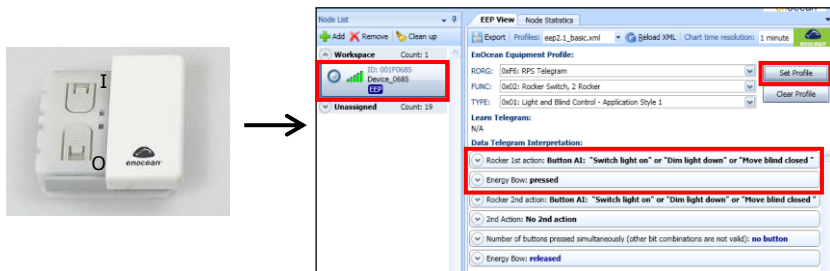 I
O
enocean
Node List
Add Remove Clean up
Workspace Count: 1
ID: 001F0685
Device_0685
EEP
Unassigned Count: 19
EEP View Node Statistics
Export Profiles: eep2.1_basic.xml Reload XML Chart time resolution: 1 minute
enocean
EnOcean Equipment Profile:
RORG: 0xF6: RPS Telegram
Set Profile
FUNC: 0x02: Rocker Switch, 2 Rocker
Clear Profile
TYPE: 0x01: Light and Blind Control - Application Style 1
Learn Telegram:
N/A
Data Telegram Interpretation:
Rocker 1st action: Button AI: "Switch light on" or "Dim light down" or "Move blind closed "
Energy Bow: pressed
Rocker 2nd action: Button AI: "Switch light on" or "Dim light down" or "Move blind closed "
2nd Action: No 2nd action
Number of buttons pressed simultaneously (other bit combinations are not valid): no button
Energy Bow: released